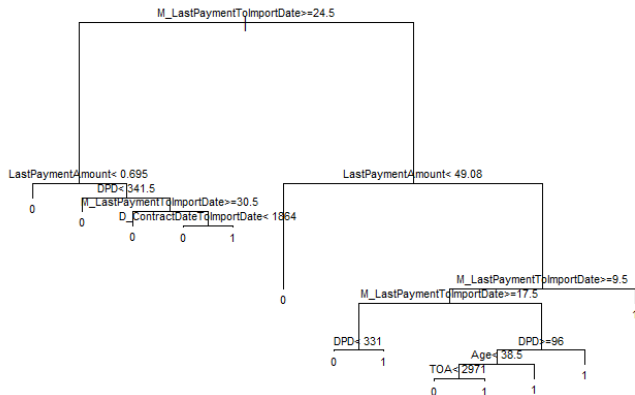 M_LastPaymentToImportDate>=24.5
LastPaymentAmount< 0.695
LastPaymentAmount< 49.08
DPD< 341.5
0
M_LastPaymentToImportDate>=30.5
0
D_ContractDateToImportDate< 1864
0
0
1
M_LastPaymentToImportDate>=9.5
0
M_LastPaymentToImportDate>=17.5
1
DPD< 331
DPD>=96
Age< 38.5
0
1
TOA< 2971
1
0
1
1